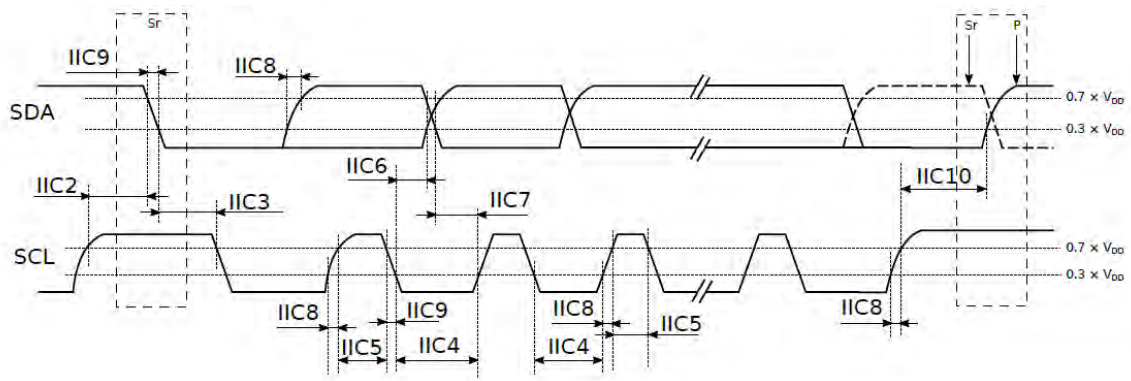 Sr
Sr P
IIC9
IIC8
SDA
0.7 × VDD
0.3 × VDD
IIC6
IIC10
IIC2
IIC3
IIC7
SCL
0.7 × VDD
0.3 × VDD
IIC8
IIC9
IIC8
IIC5
IIC8
IIC5
IIC4
IIC4